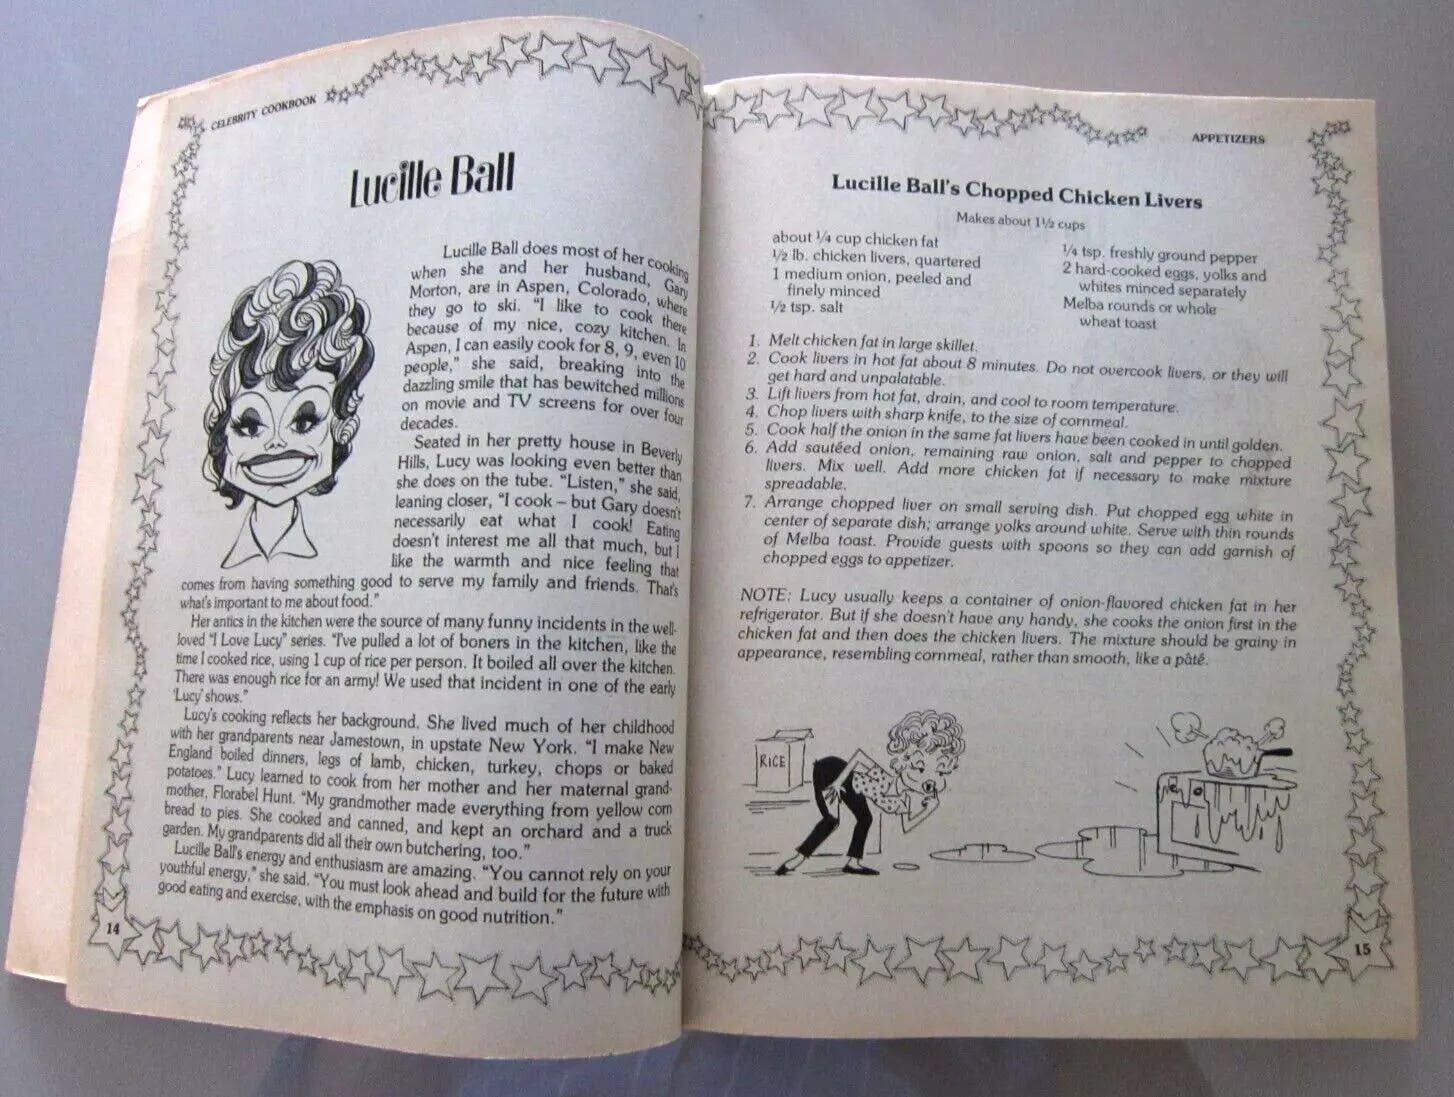 CELEBRITY COOKBOOK
Lucille Ball
Lucille Ball does most of her cooking
when she and her husband, Gary
Morton, are in Aspen, Colorado, where
they go to ski. “I like to cook there
because of my nice, cozy kitchen. In
Aspen, I can easily cook for 8, 9, even 10
people,” she said, breaking into the
dazzling smile that has bewitched millions
on movie and TV screens for over four
decades.
Seated in her pretty house in Beverly
Hills, Lucy was looking even better than
she does on the tube. “Listen,” she said,
leaning closer, “I cook – but Gary doesn't
necessarily eat what I cook! Eating
doesn't interest me all that much, but I
like the warmth and nice feeling that
comes from having something good to serve my family and friends. That's
what's important to me about food.”
Her antics in the kitchen were the source of many funny incidents in the well-
loved “I Love Lucy” series. “I've pulled a lot of boners in the kitchen, like the
time I cooked rice, using 1 cup of rice per person. It boiled all over the kitchen.
There was enough rice for an army! We used that incident in one of the early
‘Lucy’ shows.”
Lucy's cooking reflects her background. She lived much of her childhood
with her grandparents near Jamestown, in upstate New York. “I make New
England boiled dinners, legs of lamb, chicken, turkey, chops or baked
potatoes.” Lucy learned to cook from her mother and her maternal grand-
mother, Florabel Hunt. “My grandmother made everything from yellow corn
bread to pies. She cooked and canned, and kept an orchard and a truck
garden. My grandparents did all their own butchering, too.”
Lucille Ball's energy and enthusiasm are amazing. “You cannot rely on your
youthful energy,” she said. “You must look ahead and build for the future with
good eating and exercise, with the emphasis on good nutrition.”
14
APPETIZERS
Lucille Ball's Chopped Chicken Livers
Makes about 1½ cups
about ¼ cup chicken fat
½ lb. chicken livers, quartered
1 medium onion, peeled and
finely minced
½ tsp. salt
¼ tsp. freshly ground pepper
2 hard-cooked eggs, yolks and
whites minced separately
Melba rounds or whole
wheat toast
1. Melt chicken fat in large skillet.
2. Cook livers in hot fat about 8 minutes. Do not overcook livers, or they will
get hard and unpalatable.
3. Lift livers from hot fat, drain, and cool to room temperature.
4. Chop livers with sharp knife, to the size of cornmeal.
5. Cook half the onion in the same fat livers have been cooked in until golden.
6. Add sautéed onion, remaining raw onion, salt and pepper to chopped
livers. Mix well. Add more chicken fat if necessary to make mixture
spreadable.
7. Arrange chopped liver on small serving dish. Put chopped egg white in
center of separate dish; arrange yolks around white. Serve with thin rounds
of Melba toast. Provide guests with spoons so they can add garnish of
chopped eggs to appetizer.
NOTE: Lucy usually keeps a container of onion-flavored chicken fat in her
refrigerator. But if she doesn't have any handy, she cooks the onion first in the
chicken fat and then does the chicken livers. The mixture should be grainy in
appearance, resembling cornmeal, rather than smooth, like a pâté.
RICE
15